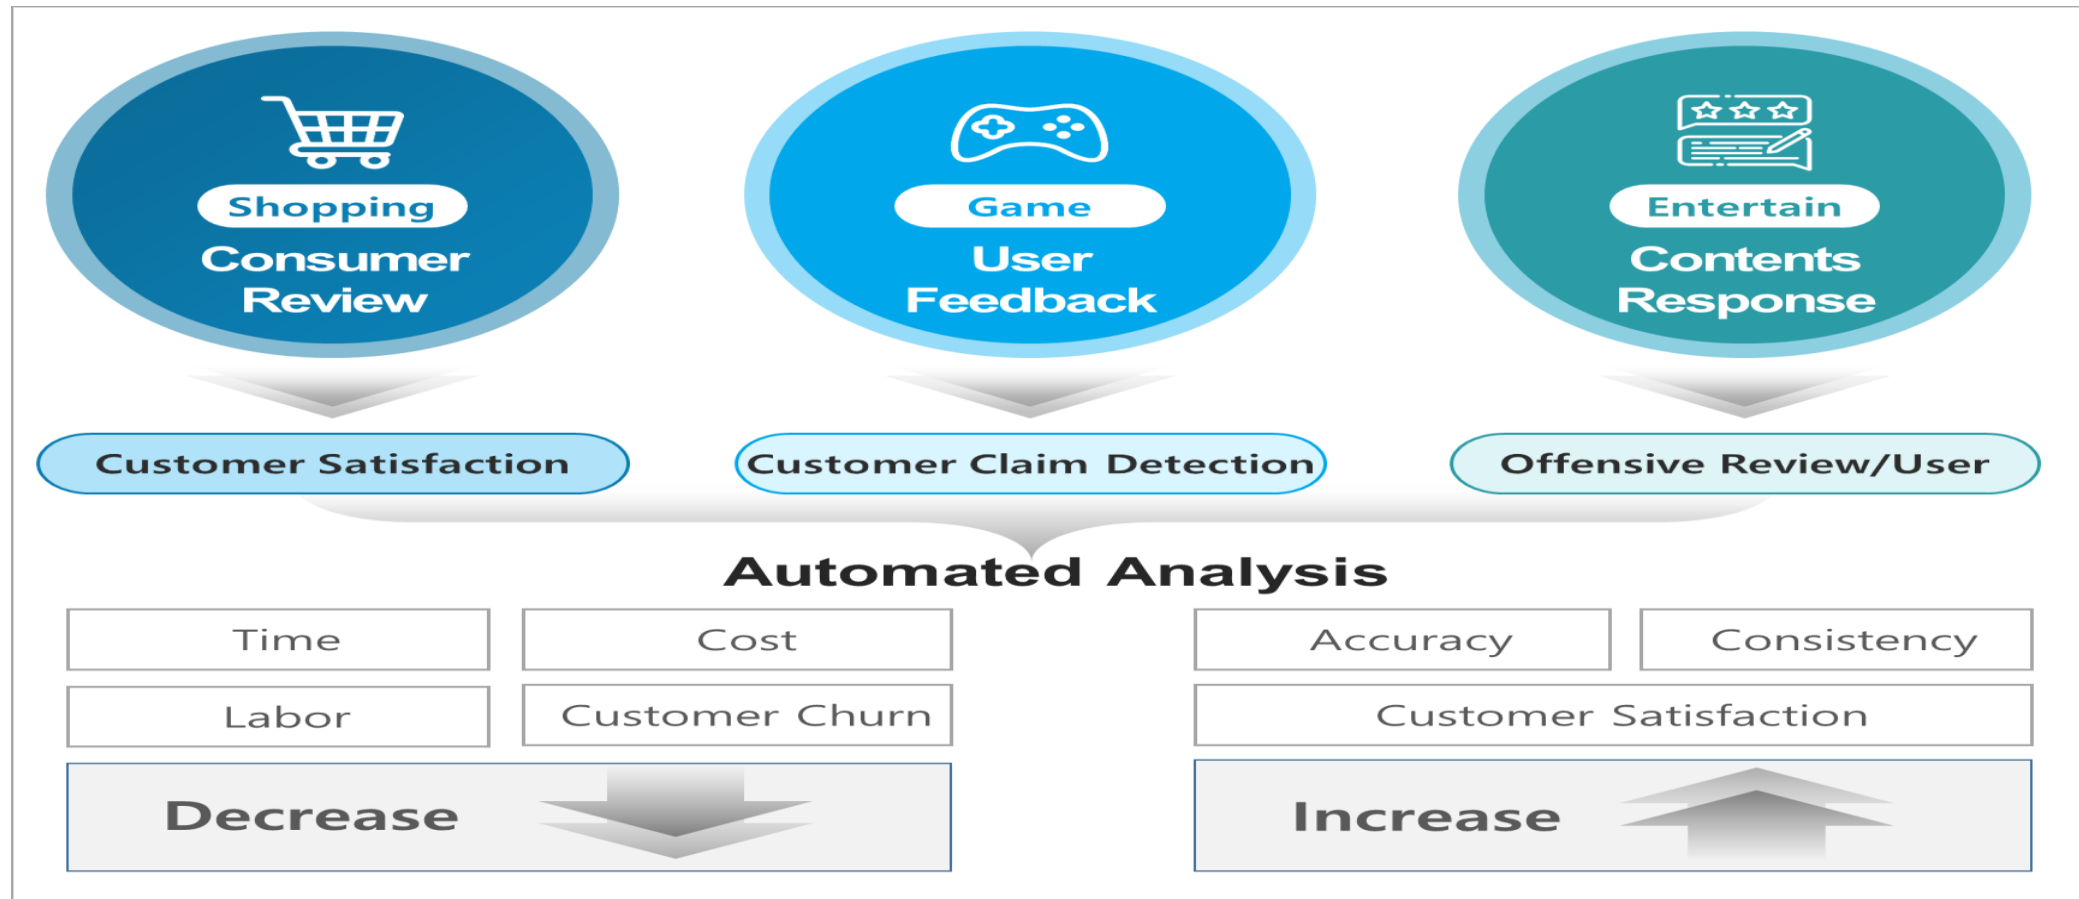 Shopping
Consumer
Review
Game
User
Feedback
Entertain
Contents
Response
Customer Satisfaction
Customer Claim Detection
Offensive Review/User
Automated Analysis
Time
Cost
Labor
Customer Churn
Decrease
Accuracy
Consistency
Customer Satisfaction
Increase